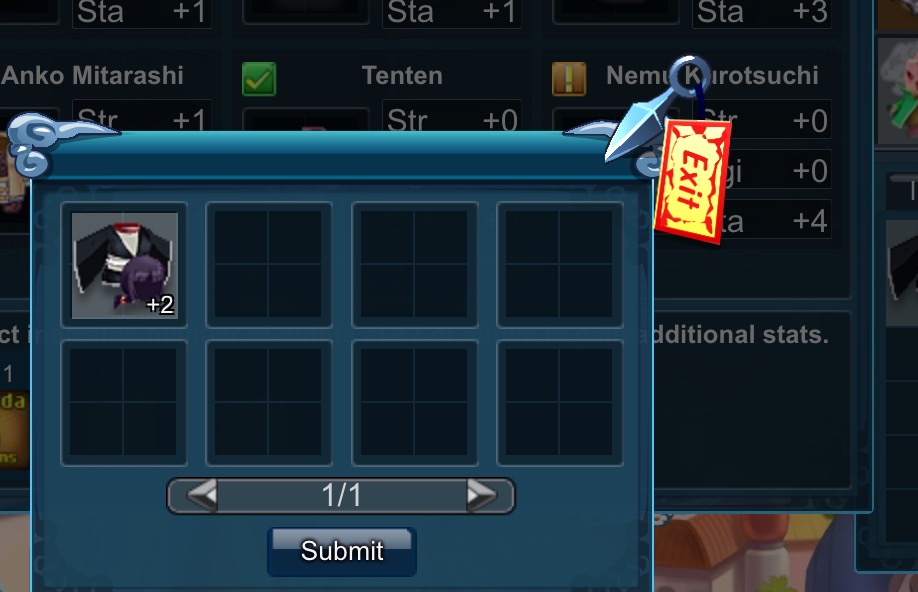 Sta +1
Sta +1
Sta +3
Anko Mitarashi
Tenten
Nemu Kurotsuchi
Str +1
Str +0
+0
+0
+4
Exit
+2
dditional stats.
1
1/1
Submit